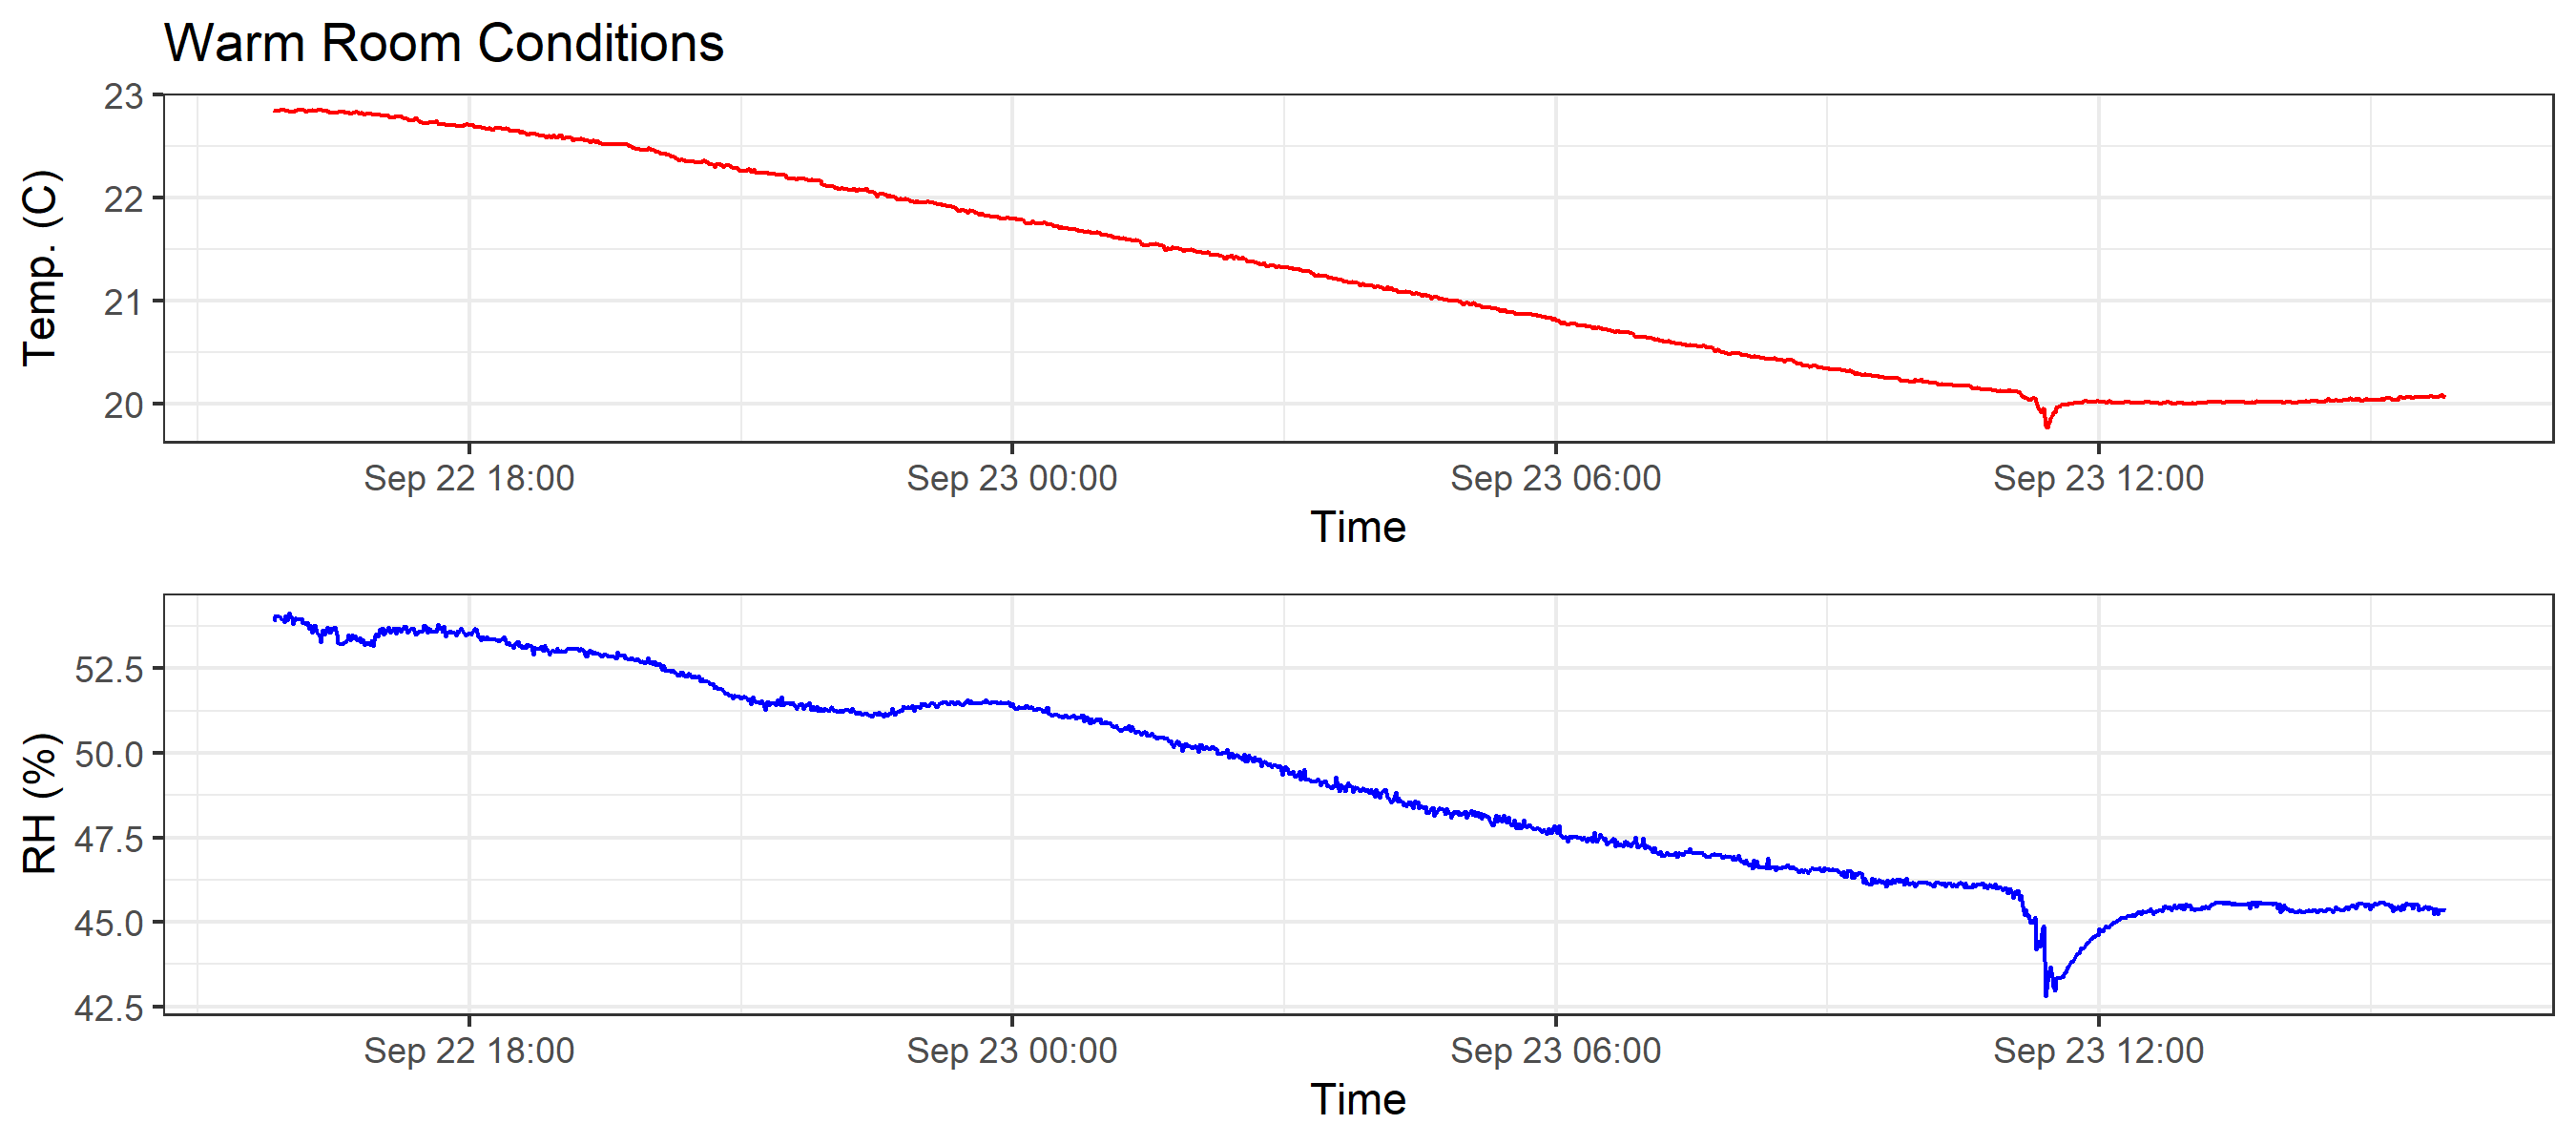 Warm Room Conditions
23
22
21
20
Temp. (C)
Sep 22 18:00 Sep 23 00:00 Sep 23 06:00 Sep 23 12:00
Time
52.5
50.0
47.5
45.0
42.5
RH (%)
Sep 22 18:00 Sep 23 00:00 Sep 23 06:00 Sep 23 12:00
Time